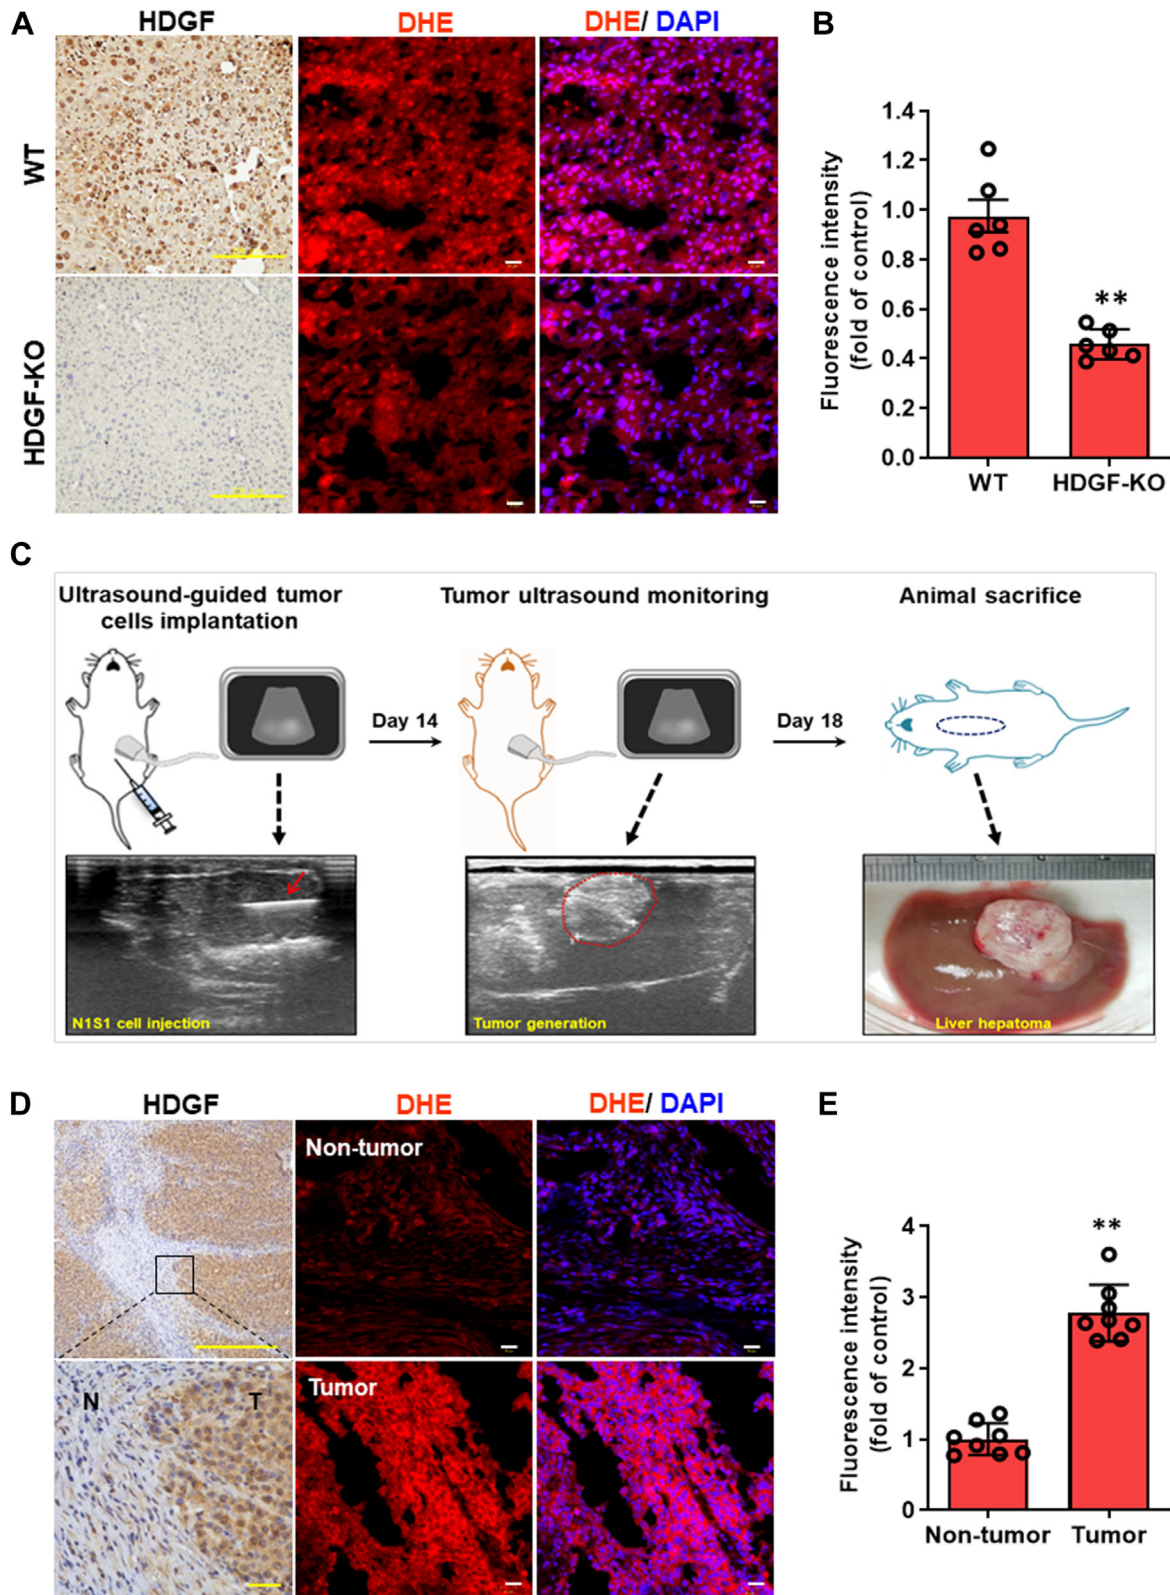 A
HDGF
DHE
DHE/ DAPI
WT
HDGF-KO
B
Fluorescence intensity
(fold of control)
1.4
1.2
1.0
0.8
0.6
0.4
0.2
0.0
**
WT
HDGF-KO
C
Ultrasound-guided tumor
cells implantation
Day 14
Tumor ultrasound monitoring
Day 18
Animal sacrifice
N1S1 cell injection
Tumor generation
Liver hepatoma
D
HDGF
DHE
DHE/ DAPI
Non-tumor
N
T
Tumor
E
Fluorescence intensity
(fold of control)
4
3
2
1
0
**
Non-tumor
Tumor